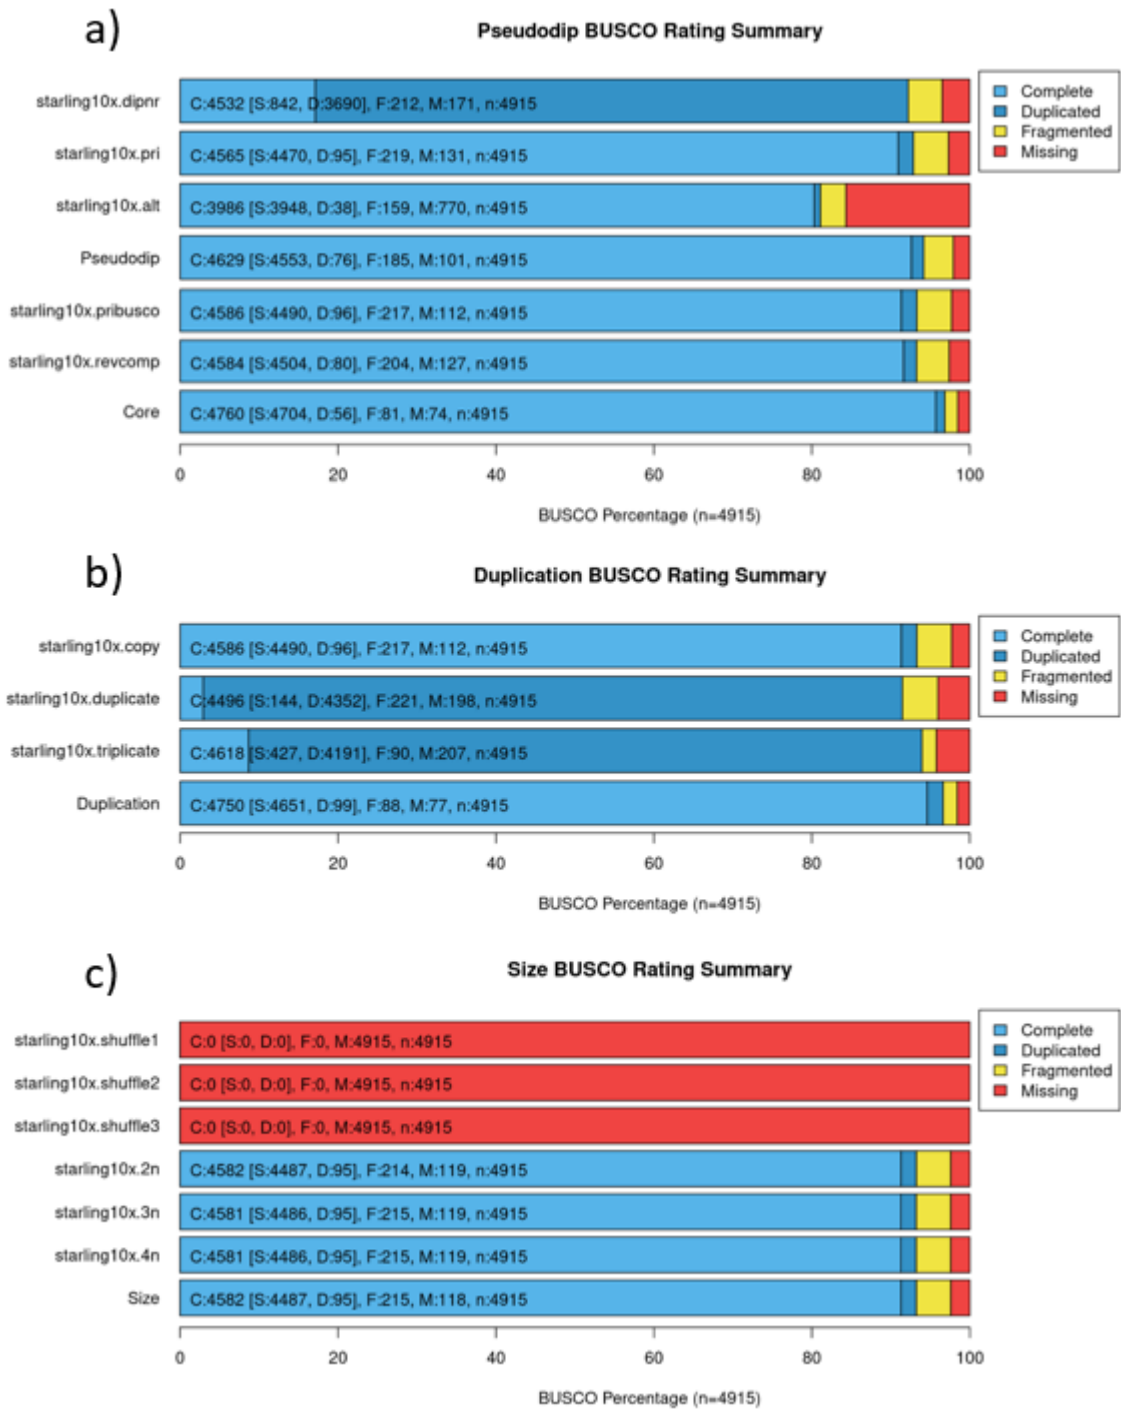 a)
Pseudodip BUSCO Rating Summary
starling10x.dipnr
C:4532 [S:842, D:3690], F:212, M:171, n:4915
starling10x.pri
C:4565 [S:4470, D:95], F:219, M:131, n:4915
starling10x.alt
C:3986 [S:3948, D:38], F:159, M:770, n:4915
Pseudodip
C:4629 [S:4553, D:76], F:185, M:101, n:4915
starling10x.pribusco
C:4586 [S:4490, D:96], F:217, M:112, n:4915
starling10x.revcomp
C:4584 [S:4504, D:80], F:204, M:127, n:4915
Core
C:4760 [S:4704, D:56], F:81, M:74, n:4915
Complete
Duplicated
Fragmented
Missing
0 20 40 60 80 100
BUSCO Percentage (n=4915)
b)
Duplication BUSCO Rating Summary
starling10x.copy
C:4586 [S:4490, D:96], F:217, M:112, n:4915
starling10x.duplicate
C:4496 [S:144, D:4352], F:221, M:198, n:4915
starling10x.triplicate
C:4618 [S:427, D:4191], F:90, M:207, n:4915
Duplication
C:4750 [S:4651, D:99], F:88, M:77, n:4915
Complete
Duplicated
Fragmented
Missing
0 20 40 60 80 100
BUSCO Percentage (n=4915)
c)
Size BUSCO Rating Summary
starling10x.shuffle1
C:0 [S:0, D:0], F:0, M:4915, n:4915
starling10x.shuffle2
C:0 [S:0, D:0], F:0, M:4915, n:4915
starling10x.shuffle3
C:0 [S:0, D:0], F:0, M:4915, n:4915
starling10x.2n
C:4582 [S:4487, D:95], F:214, M:119, n:4915
starling10x.3n
C:4581 [S:4486, D:95], F:215, M:119, n:4915
starling10x.4n
C:4581 [S:4486, D:95], F:215, M:119, n:4915
Size
C:4582 [S:4487, D:95], F:215, M:118, n:4915
Complete
Duplicated
Fragmented
Missing
0 20 40 60 80 100
BUSCO Percentage (n=4915)